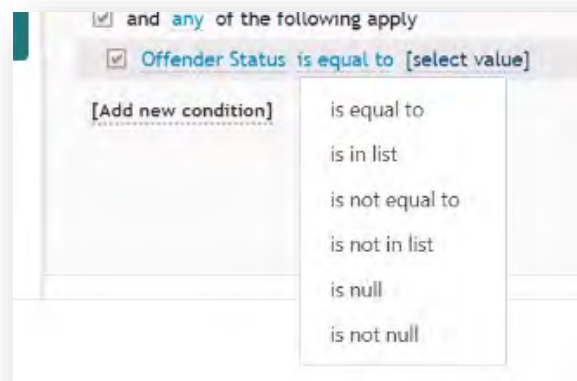 and any of the following apply
Offender Status is equal to [select value]
[Add new condition]
is equal to
is in list
is not equal to
is not in list
is null
is not null